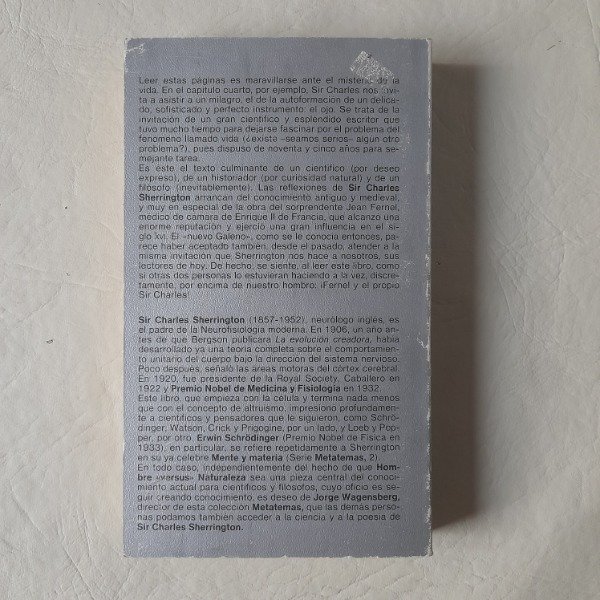 Leer estas páginas es maravillarse ante el misterio de la
vida. En el capítulo cuarto, por ejemplo, Sir Charles nos invi-
ta a asistir a un milagro, el de la autoformación de un delica-
do, sofisticado y perfecto instrumento: el ojo. Se trata de la
invitación de un gran científico y espléndido escritor que
tuvo mucho tiempo para dejarse fascinar por el problema del
fenómeno llamado vida (¿existe –seamos serios– algún otro
problema?), pues dispuso de noventa y cinco años para se-
mejante tarea.
Es éste el texto culminante de un científico (por deseo
expreso), de un historiador (por curiosidad natural) y de un
filósofo (inevitablemente). Las reflexiones de Sir Charles
Sherrington arrancan del conocimiento antiguo y medieval,
y muy en especial de la obra del sorprendente Jean Fernel,
médico de cámara de Enrique II de Francia, que alcanzó una
enorme reputación y ejerció una gran influencia en el si-
glo XVI. El «nuevo Galeno», como se le conocía entonces, pa-
rece haber aceptado también, desde el pasado, atender a la
misma invitación que Sherrington nos hace a nosotros, sus
lectores de hoy. De hecho, se siente, al leer este libro, como
si otras dos personas lo estuvieran haciendo a la vez, discre-
tamente, por encima de nuestro hombro: ¡Fernel y el propio
Sir Charles!
Sir Charles Sherrington (1857-1952), neurólogo inglés, es
el padre de la Neurofisiología moderna. En 1906, un año an-
tes de que Bergson publicara La evolución creadora, había
desarrollado ya una teoría completa sobre el comportamien-
to unitario del cuerpo bajo la dirección del sistema nervioso.
Poco después, señaló las áreas motoras del córtex cerebral.
En 1920, fue presidente de la Royal Society, Caballero en
1922 y Premio Nobel de Medicina y Fisiología en 1932.
Este libro, que empieza con la célula y termina nada menos
que con el concepto de altruismo, impresionó profundamen-
te a científicos y pensadores que le siguieron, como Schrö-
dinger, Watson, Crick y Prigogine, por un lado, y Loeb y Pop-
per, por otro. Erwin Schrödinger (Premio Nobel de Física en
1933), en particular, se refiere repetidamente a Sherrington
en su ya célebre Mente y materia (Serie Metatemas, 2).
En todo caso, independientemente del hecho de que Hom-
bre «versus» Naturaleza sea una pieza central del conoci-
miento actual para científicos y filósofos, cuyo oficio es se-
guir creando conocimiento, es deseo de Jorge Wagensberg,
director de esta colección Metatemas, que las demás perso-
nas podamos también acceder a la ciencia y a la poesía de
Sir Charles Sherrington.